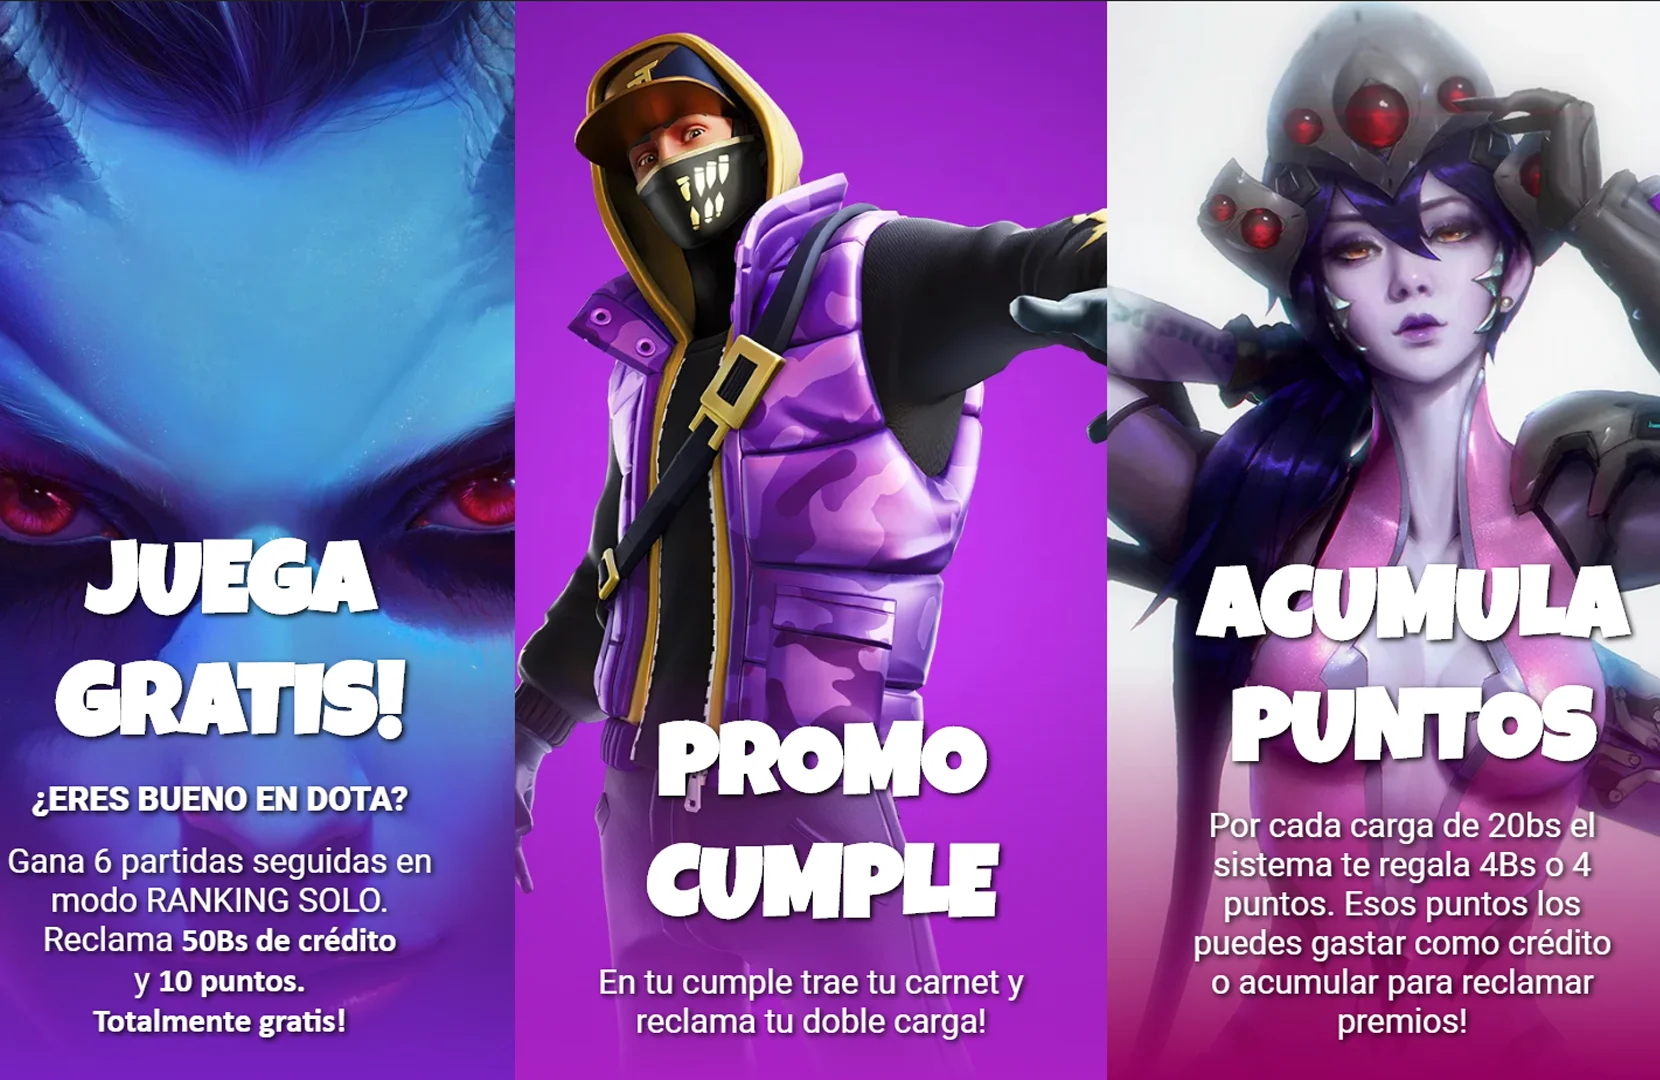 JUEGA
GRATIS!
¿ERES BUENO EN DOTA?
Gana 6 partidas seguidas en
modo RANKING SOLO.
Reclama 50Bs de crédito
y 10 puntos.
Totalmente gratis!
PROMO
CUMPLE
En tu cumple trae tu carnet y
reclama tu doble carga!
ACUMULA
PUNTOS
Por cada carga de 20bs el
sistema te regala 4Bs o 4
puntos. Esos puntos los
puedes gastar como crédito
o acumular para reclamar
premios!